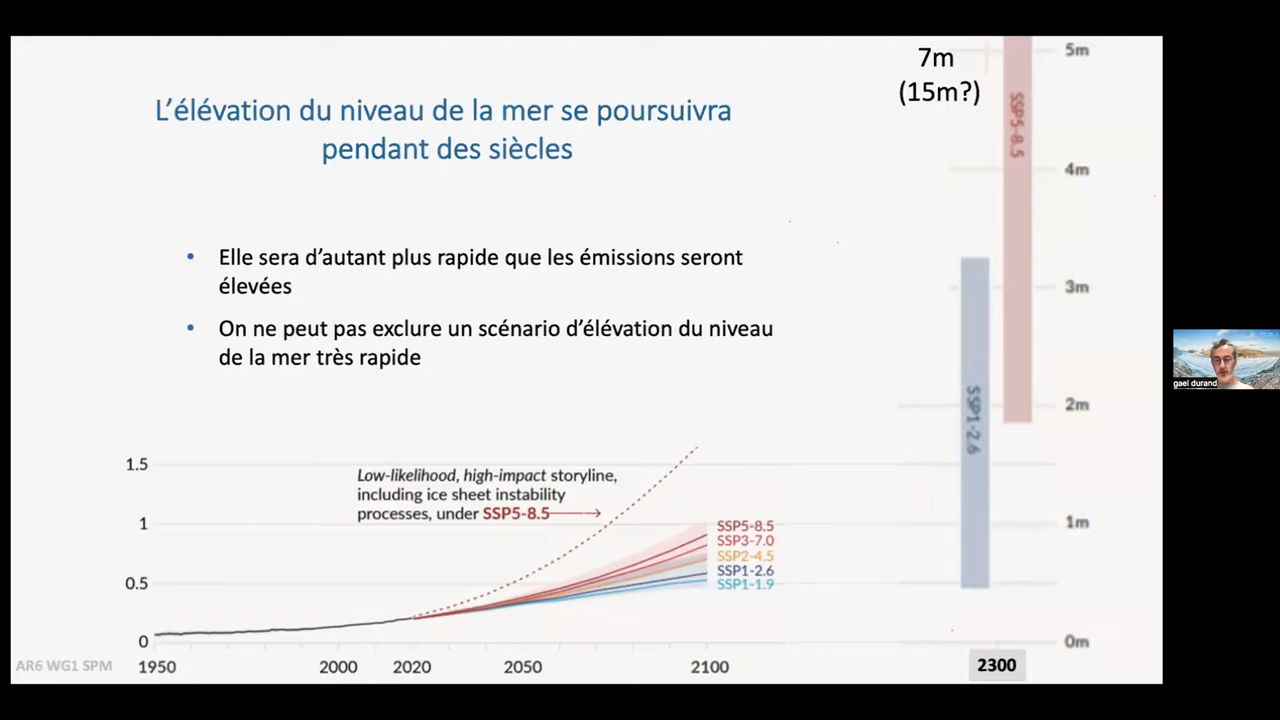 L'élévation du niveau de la mer se poursuivra
pendant des siècles
• Elle sera d'autant plus rapide que les émissions seront
élevées
• On ne peut pas exclure un scénario d'élévation du niveau
de la mer très rapide
7m
(15m?)
5m
4m
3m
2m
1m
0m
SSP5-8.5
SSP1-2.6
2300
1.5
1
0.5
0
Low-likelihood, high-impact storyline,
including ice sheet instability
processes, under SSP5-8.5
SSP5-8.5
SSP3-7.0
SSP2-4.5
SSP1-2.6
SSP1-1.9
1950
2000
2020
2050
2100
AR6 WG1 SPM
gael durand